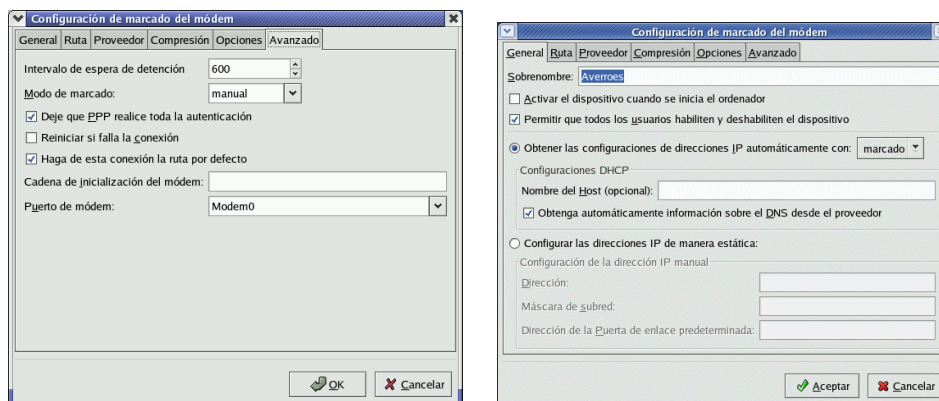 Configuración de marcado del módem
General Ruta Proveedor Compresión Opciones Avanzado
Intervalo de espera de detención 600
Modo de marcado: manual
Deje que PPP realice toda la autenticación
Reiniciar si falla la conexión
Haga de esta conexión la ruta por defecto
Cadena de inicialización del módem:
Puerto de módem: Modem0
OK Cancelar
Configuración de marcado del módem
General Ruta Proveedor Compresión Opciones Avanzado
Sobrenombre: Averroes
Activar el dispositivo cuando se inicia el ordenador
Permitir que todos los usuarios habiliten y deshabiliten el dispositivo
Obtener las configuraciones de direcciones IP automáticamente con: marcado
Configuraciones DHCP
Nombre del Host (opcional):
Obtenga automáticamente información sobre el DNS desde el proveedor
Configurar las direcciones IP de manera estática:
Configuración de la dirección IP manual
Dirección:
Máscara de subred:
Dirección de la Puerta de enlace predeterminada:
Aceptar Cancelar